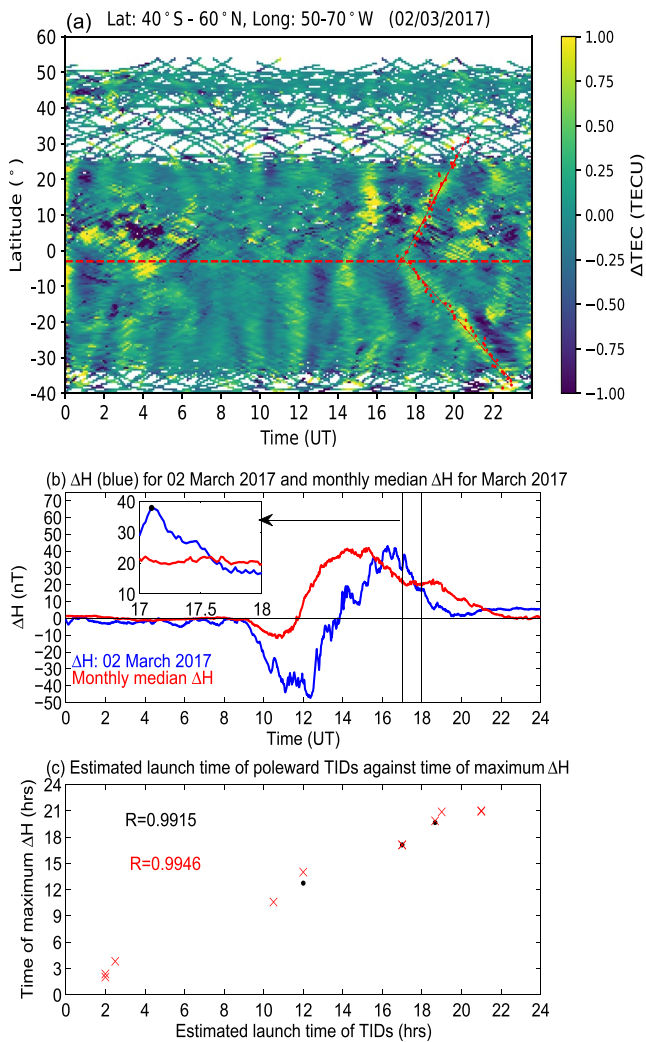 (a) Lat: 40°S - 60°N, Long: 50-70°W (02/03/2017)
60
50
40
30
20
10
0
-10
-20
-30
-40
Latitude (°)
0 2 4 6 8 10 12 14 16 18 20 22
Time (UT)
1.00
0.75
0.50
0.25
0.00
−0.25
−0.50
−0.75
−1.00
ΔTEC (TECU)
(b) ΔH (blue) for 02 March 2017 and monthly median ΔH for March 2017
70
60
50
40
30
20
10
0
-10
-20
-30
-40
-50
ΔH (nT)
40
30
20
10
17 17.5 18
ΔH: 02 March 2017
Monthly median ΔH
0 2 4 6 8 10 12 14 16 18 20 22 24
Time (UT)
(c) Estimated launch time of poleward TIDs against time of maximum ΔH
24
21
18
15
12
9
6
3
0
Time of maximum ΔH (hrs)
R=0.9915
R=0.9946
0 2 4 6 8 10 12 14 16 18 20 22 24
Estimated launch time of TIDs (hrs)